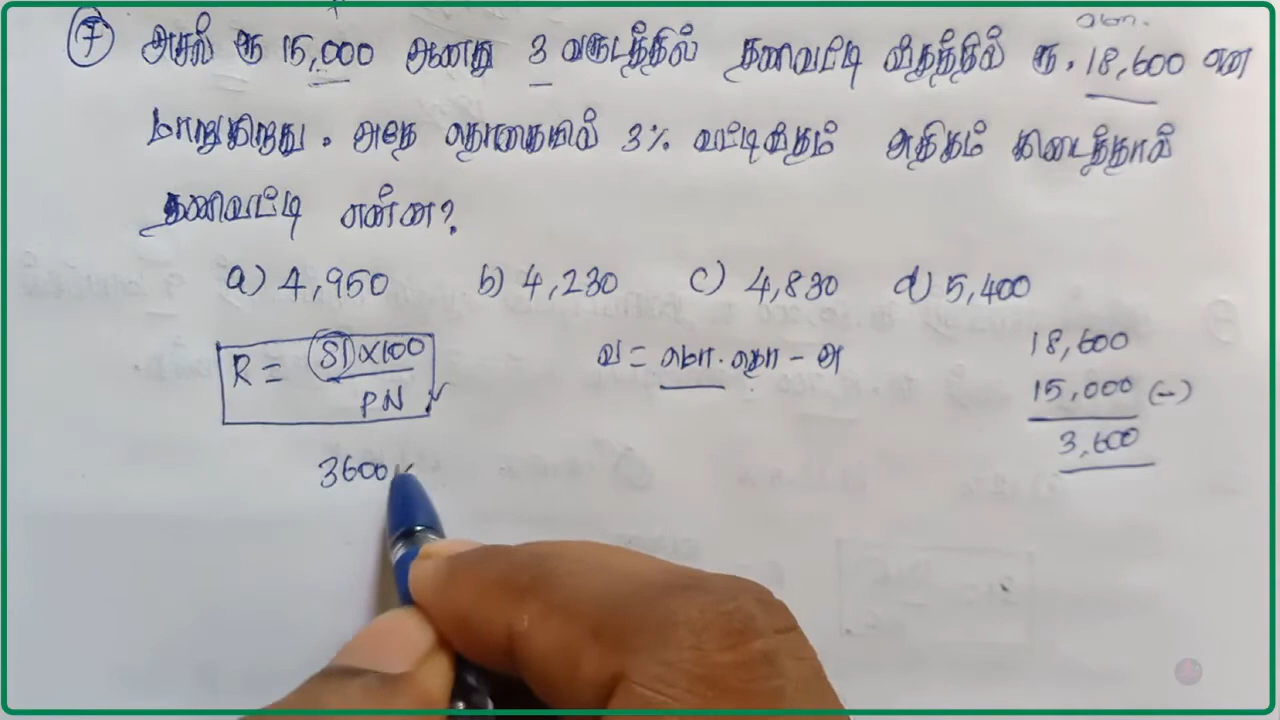 7) அசல் ரூ 15,000 ஆனது 3 வருடத்தில் தனிவட்டி வீதத்தில் ரூ. 18,600 என
மாறுகிறது. அதே தொகையில் 3% வட்டிவீதம் அதிகம் கிடைத்தால்
தனிவட்டி என்ன?
a) 4,950 b) 4,230 c) 4,830 d) 5,400
R = SI x 100 / PN
வ = மொ. தொ - அ
18,600
15,000 (-)
3,600
3600